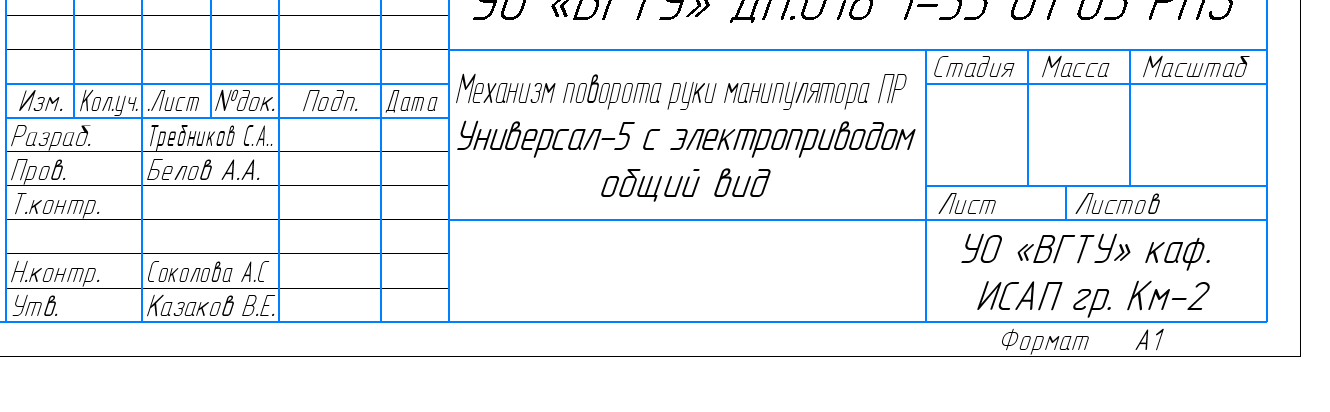 УО «ВГТУ» ДП.018 1-53 01 05 РПЗ
Стадия Масса Масштаб
Механизм поворота руки манипулятора ПР
Универсал-5 с электроприводом
общий вид
Изм. Кол.уч. Лист №док. Подп. Дата
Разраб. Требников С.А..
Пров. Белов А.А.
Т.контр.
Н.контр. Соколова А.С
Утв. Казаков В.Е.
Лист Листов
УО «ВГТУ» каф.
ИСАП гр. Км-2
Формат А1